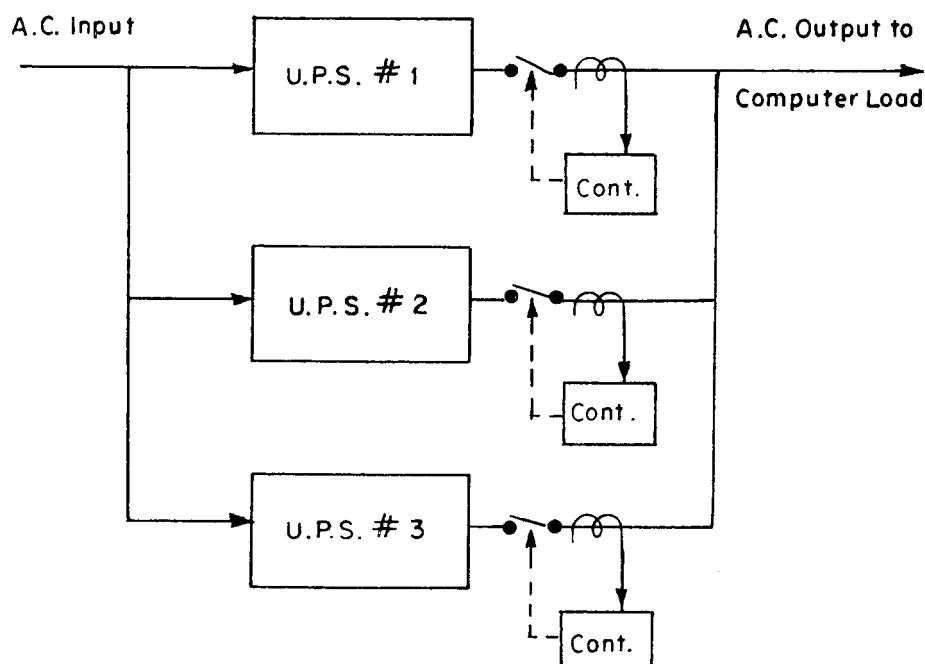 A.C. Input
A.C. Output to
Computer Load
U.P.S. # 1
Cont.
U.P.S. # 2
Cont.
U.P.S. # 3
Cont.